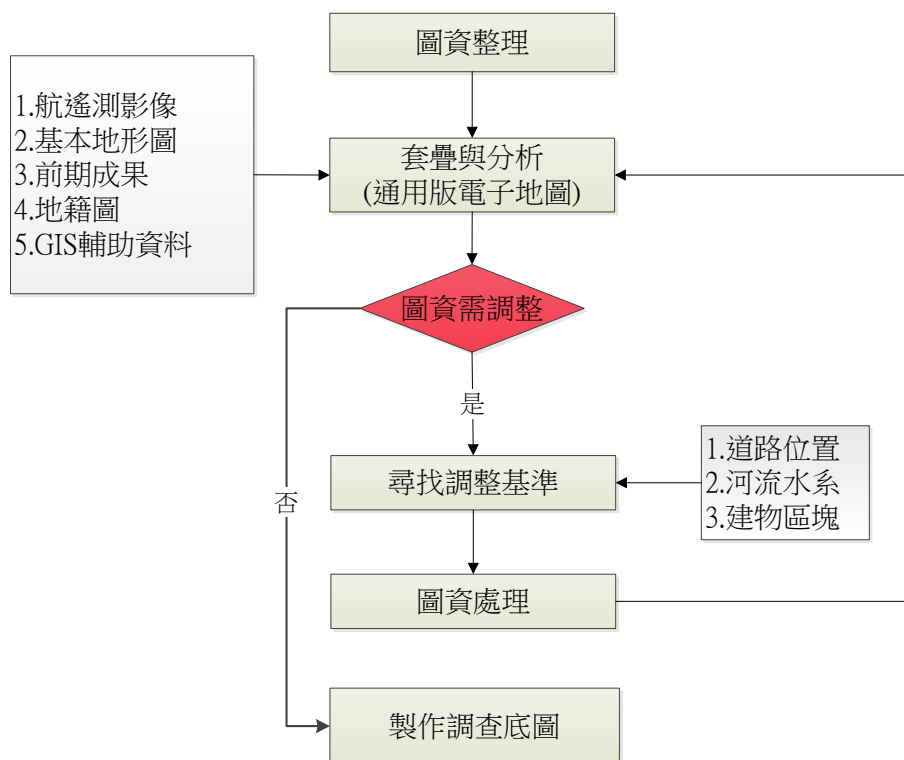 圖資整理
1.航遙測影像
2.基本地形圖
3.前期成果
4.地籍圖
5.GIS輔助資料
套疊與分析
(通用版電子地圖)
圖資需調整
是
否
尋找調整基準
1.道路位置
2.河流水系
3.建物區塊
圖資處理
製作調查底圖